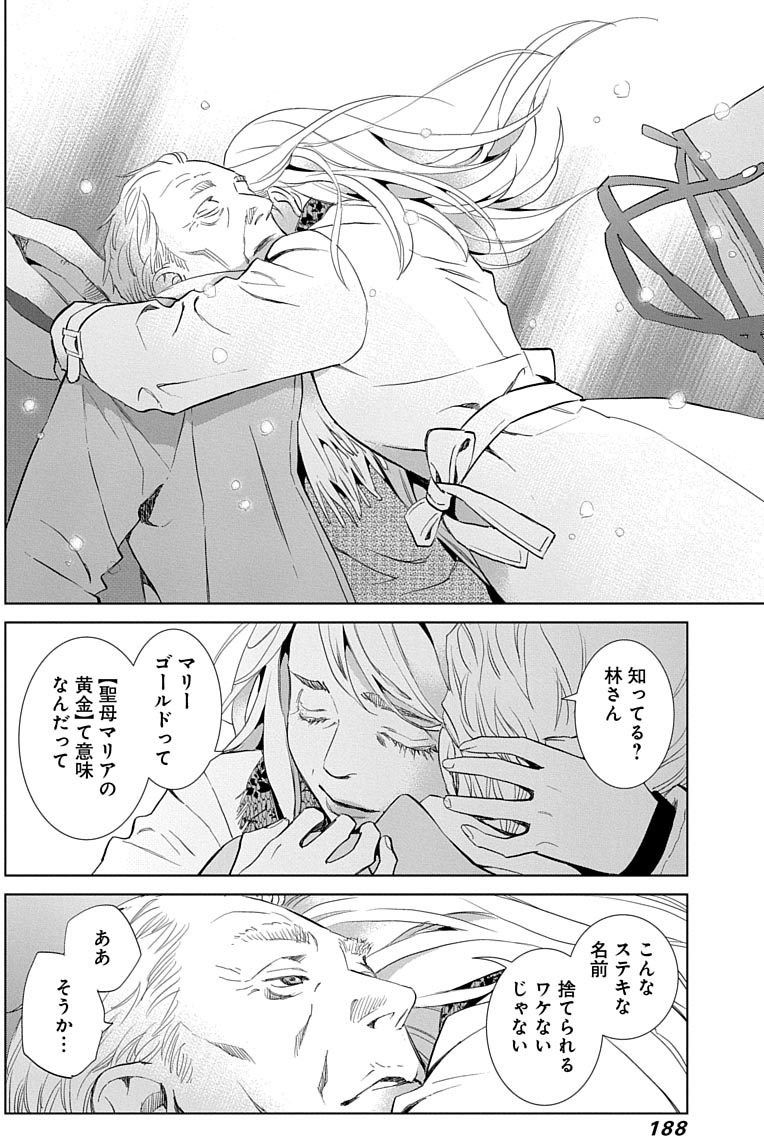 知ってる？
林さん
マリー
ゴールドって
【聖母マリアの
黄金】て意味
なんだって
こんな
ステキな
名前
捨てられる
ワケない
じゃない
ああ
そうか…
188